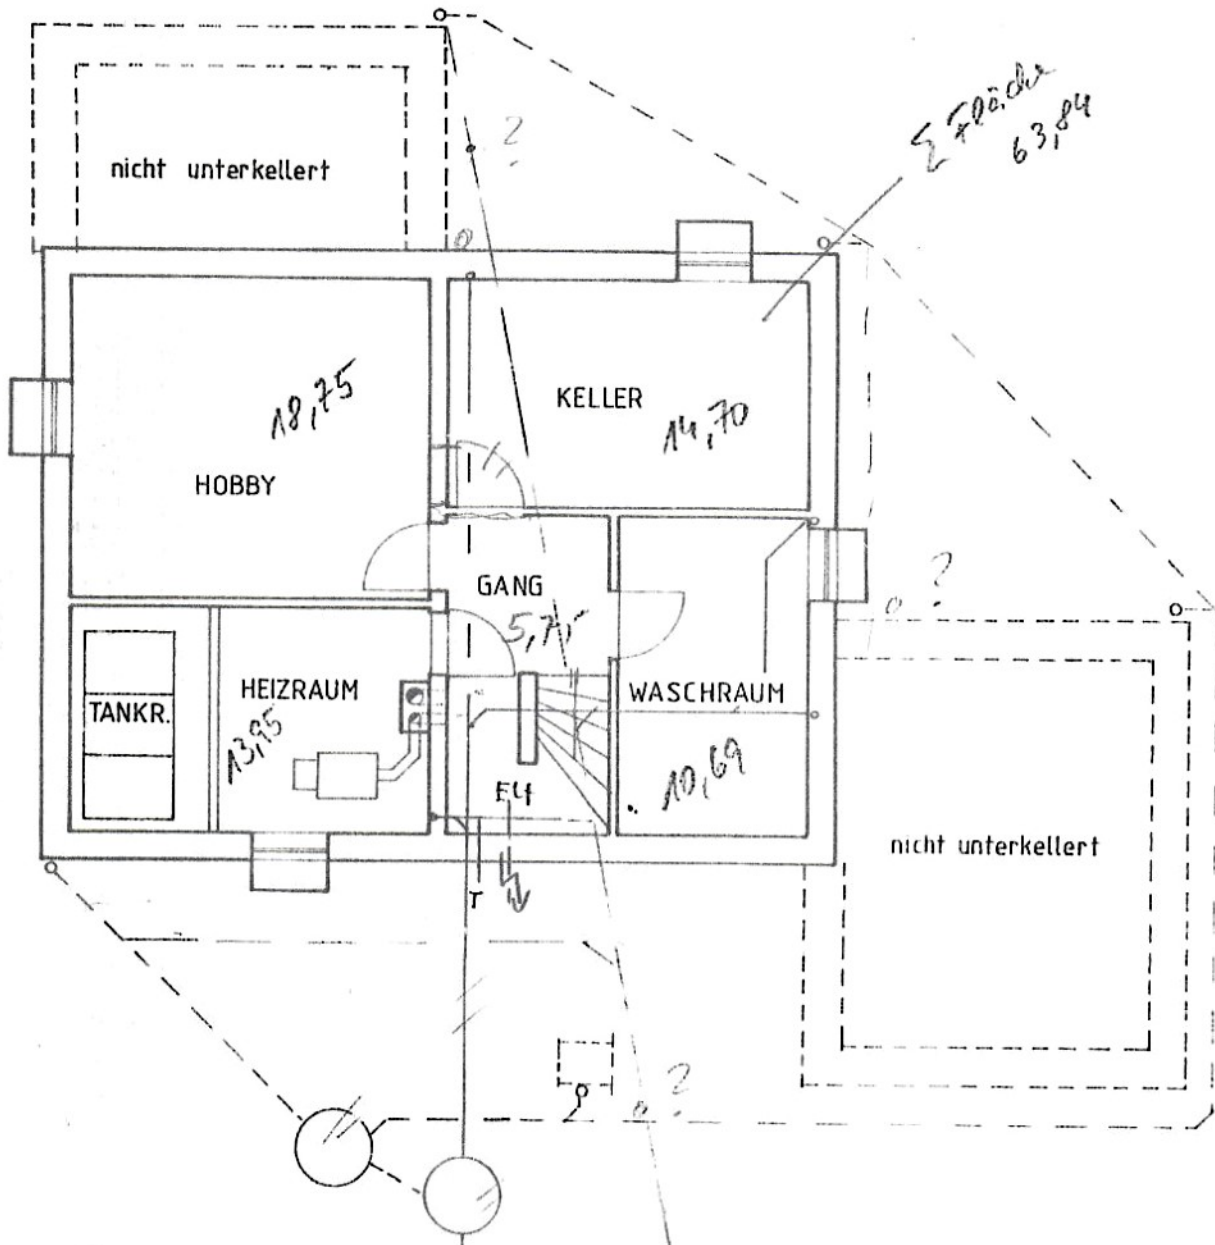 ?
Σ Fläche
63,84
nicht unterkellert
18,75
KELLER
14,70
HOBBY
GANG
5,75
?
HEIZRAUM
TANKR.
13,95
WASCHRAUM
10,69
E4
nicht unterkellert
T
?